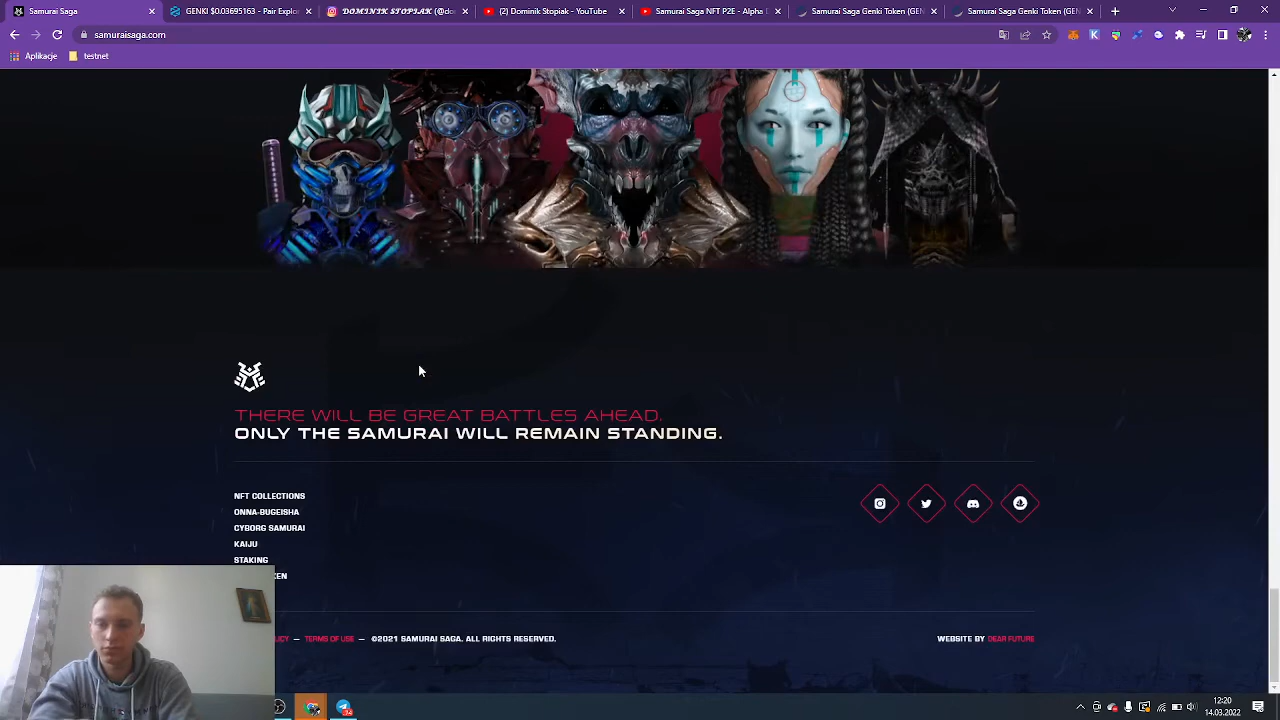 Samurai Saga
GENKI $0.03695163 - Pair Explo
𝓓𝓞𝓜𝓘𝓝𝓘𝓚 𝓢𝓣𝓞𝓟𝓘𝓐𝓚 (@do
(2) Dominik Stopiak - YouTube
Samurai Saga NFT P2E - Alpha
Samurai Saga Genki Token (GEN
Samurai Saga Genki Token (GEN
samuraisaga.com
Aplikacje
testnet
THERE WILL BE GREAT BATTLES AHEAD.
ONLY THE SAMURAI WILL REMAIN STANDING.
NFT COLLECTIONS
ONNA-BUGEISHA
CYBORG SAMURAI
KAIJU
STAKING
TERMS OF USE — ©2021 SAMURAI SAGA. ALL RIGHTS RESERVED.
WEBSITE BY DEAR FUTURE
12:20
14.03.2022